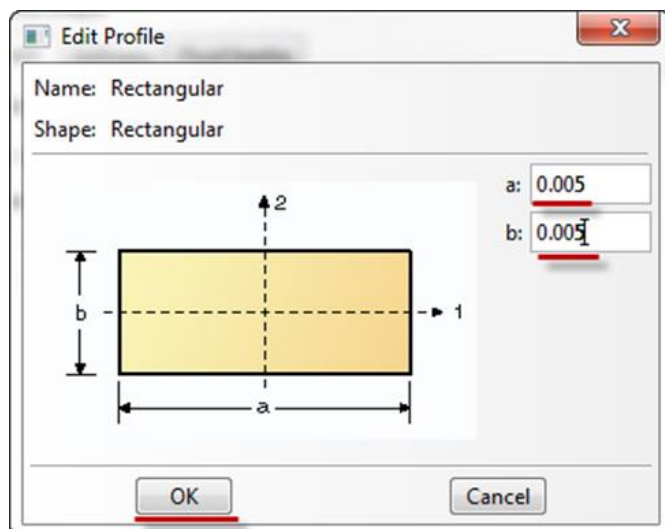 Edit Profile
Name: Rectangular
Shape: Rectangular
a: 0.005
b: 0.005
2
b
1
a
OK
Cancel